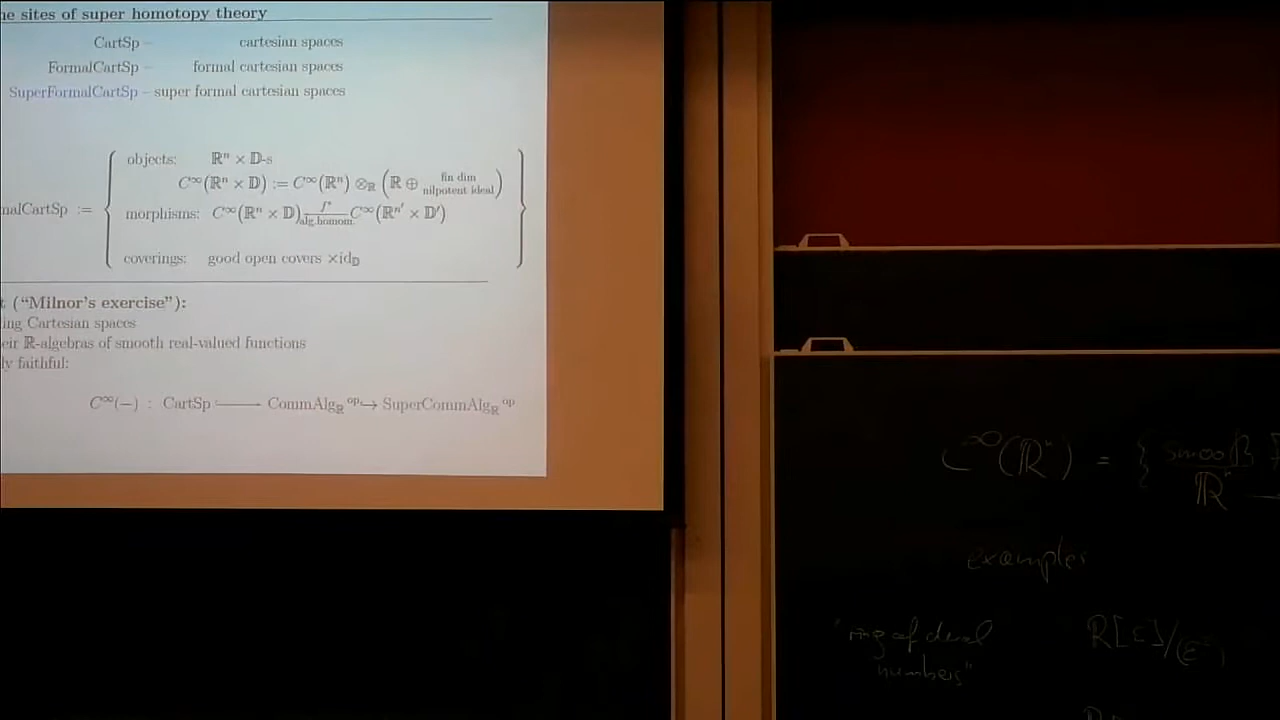 he sites of super homotopy theory
CartSp – cartesian spaces
FormalCartSp – formal cartesian spaces
SuperFormalCartSp – super formal cartesian spaces
objects: ℝⁿ × 𝔻-s
C^∞(ℝⁿ × 𝔻) := C^∞(ℝⁿ) ⊗_ℝ (ℝ ⊕ fin dim nilpotent ideal)
malCartSp := morphisms: C^∞(ℝⁿ × 𝔻) f* alg.homom. C^∞(ℝ^n' × 𝔻')
coverings: good open covers ×id_𝔻
t (“Milnor’s exercise”):
ing Cartesian spaces
eir ℝ-algebras of smooth real-valued functions
ly faithful:
C^∞(−) : CartSp ⟶ CommAlg_ℝ^op ↪ SuperCommAlg_ℝ^op
C^∞(ℝⁿ) = { smooth
ℝⁿ
examples
"ring of dual numbers" ℝ[ε]/(ε²)